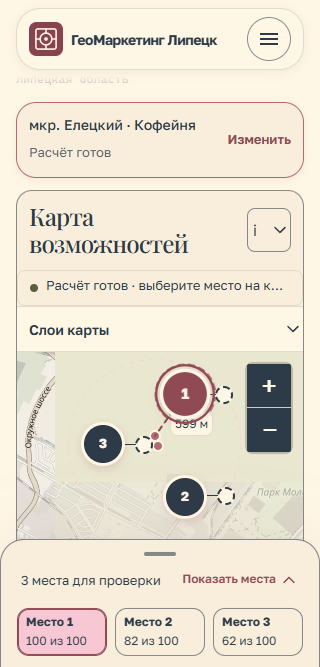 ГеоМаркетинг Липецк
липецкая область
мкр. Елецкий · Кофейня
Расчёт готов
Изменить
Карта
возможностей
i
Расчёт готов · выберите место на к...
Слои карты
Окружное шоссе
1
599 м
+
3
−
2
Парк Мол
3 места для проверки
Показать места
Место 1
100 из 100
Место 2
82 из 100
Место 3
62 из 100